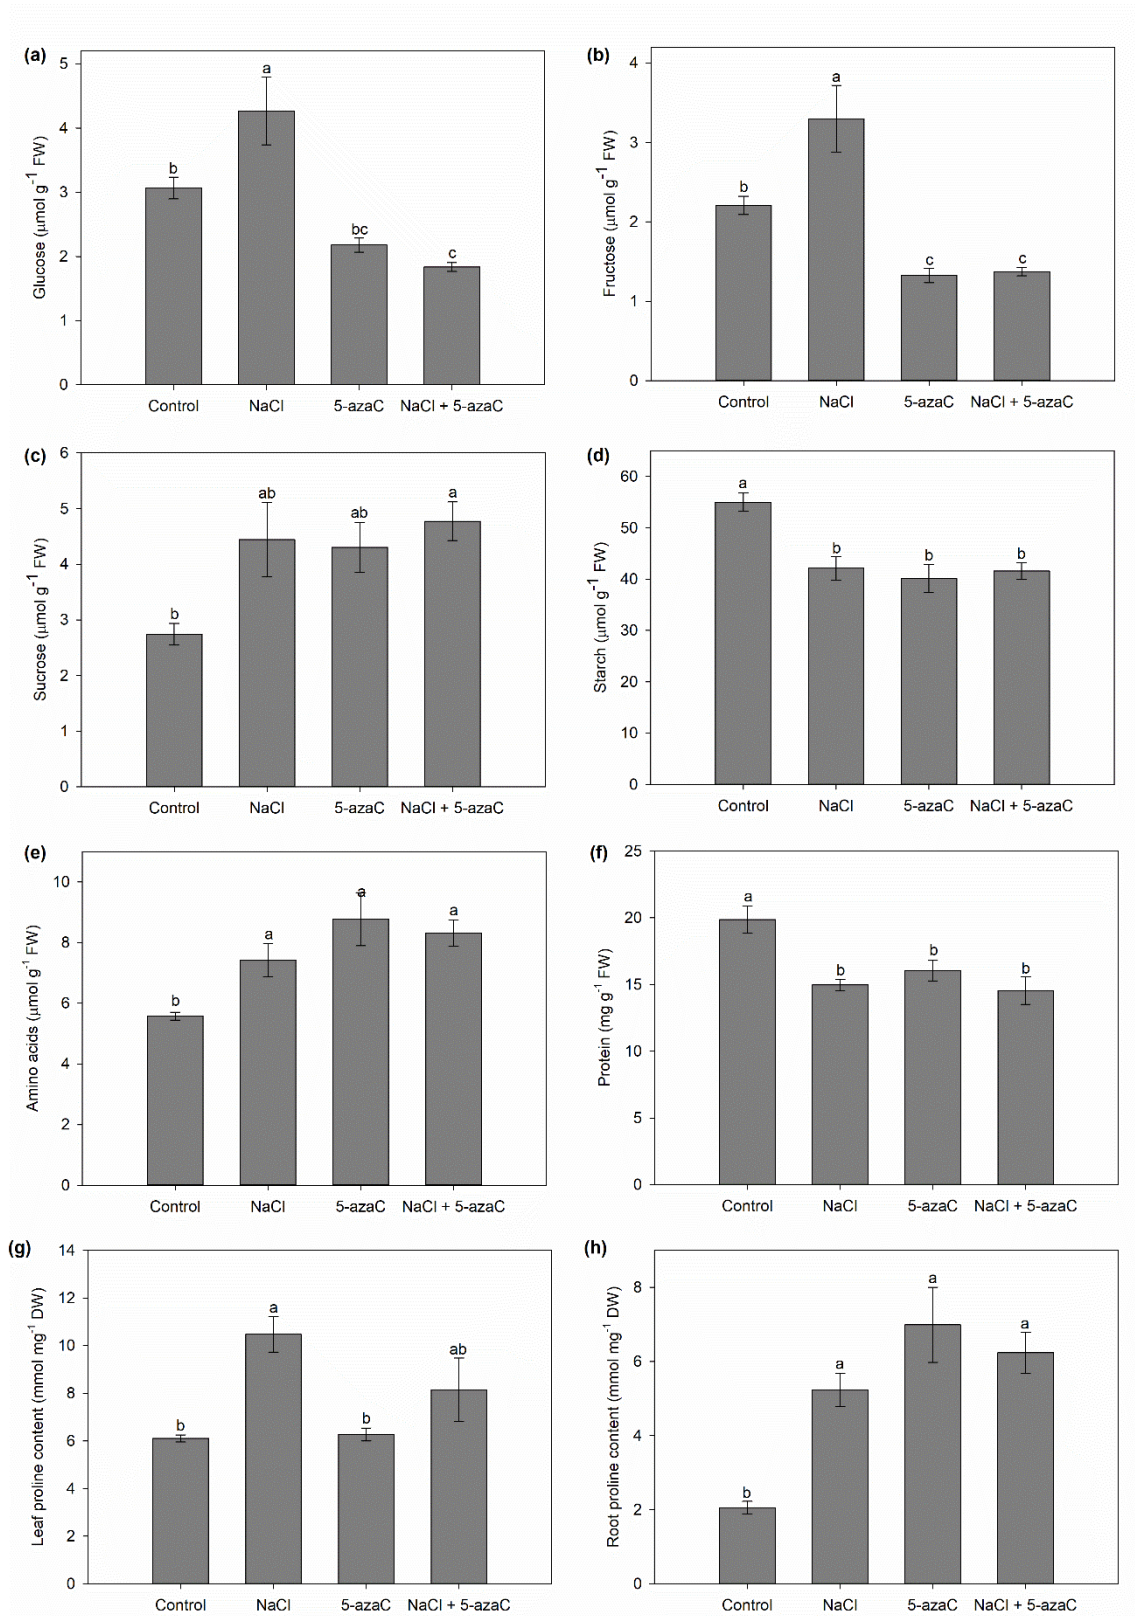 (a)
5
4
3
2
1
0
Glucose (μmol g⁻¹ FW)
b
a
bc
c
Control NaCl 5-azaC NaCl + 5-azaC
(b)
4
3
2
1
0
Fructose (μmol g⁻¹ FW)
b
a
c
c
Control NaCl 5-azaC NaCl + 5-azaC
(c)
6
5
4
3
2
1
0
Sucrose (μmol g⁻¹ FW)
b
ab
ab
a
Control NaCl 5-azaC NaCl + 5-azaC
(d)
60
50
40
30
20
10
0
Starch (μmol g⁻¹ FW)
a
b
b
b
Control NaCl 5-azaC NaCl + 5-azaC
(e)
10
8
6
4
2
0
Amino acids (μmol g⁻¹ FW)
b
a
a
a
Control NaCl 5-azaC NaCl + 5-azaC
(f)
25
20
15
10
5
0
Protein (mg g⁻¹ FW)
a
b
b
b
Control NaCl 5-azaC NaCl + 5-azaC
(g)
14
12
10
8
6
4
2
0
Leaf proline content (mmol mg⁻¹ DW)
b
a
b
ab
Control NaCl 5-azaC NaCl + 5-azaC
(h)
8
6
4
2
0
Root proline content (mmol mg⁻¹ DW)
b
a
a
a
Control NaCl 5-azaC NaCl + 5-azaC